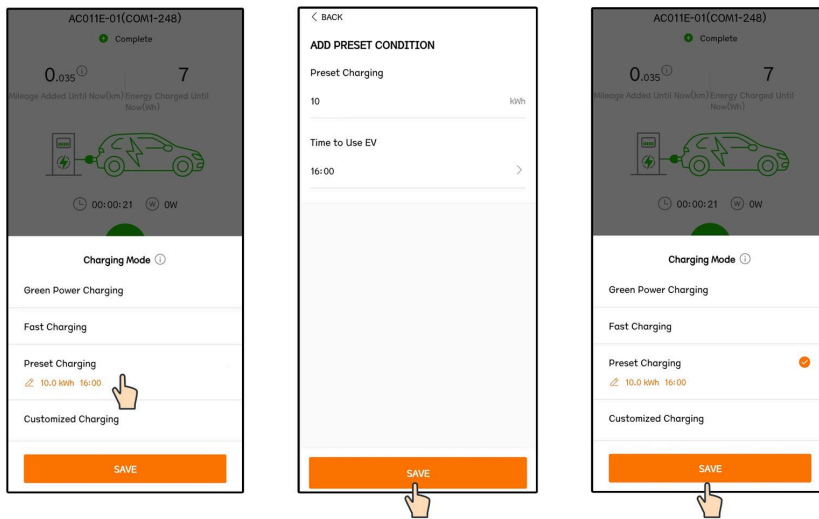 AC011E-01(COM1-248)
Complete
0.035
7
Mileage Added Until Now(km)
Energy Charged Until
Now(Wh)
00:00:21
W
0W
Charging Mode
Green Power Charging
Fast Charging
Preset Charging
10.0 kWh 16:00
Customized Charging
SAVE
< BACK
ADD PRESET CONDITION
Preset Charging
10 kWh
Time to Use EV
16:00 >
SAVE
AC011E-01(COM1-248)
Complete
0.035
7
Mileage Added Until Now(km)
Energy Charged Until
Now(Wh)
00:00:21
W
0W
Charging Mode
Green Power Charging
Fast Charging
Preset Charging
10.0 kWh 16:00
Customized Charging
SAVE